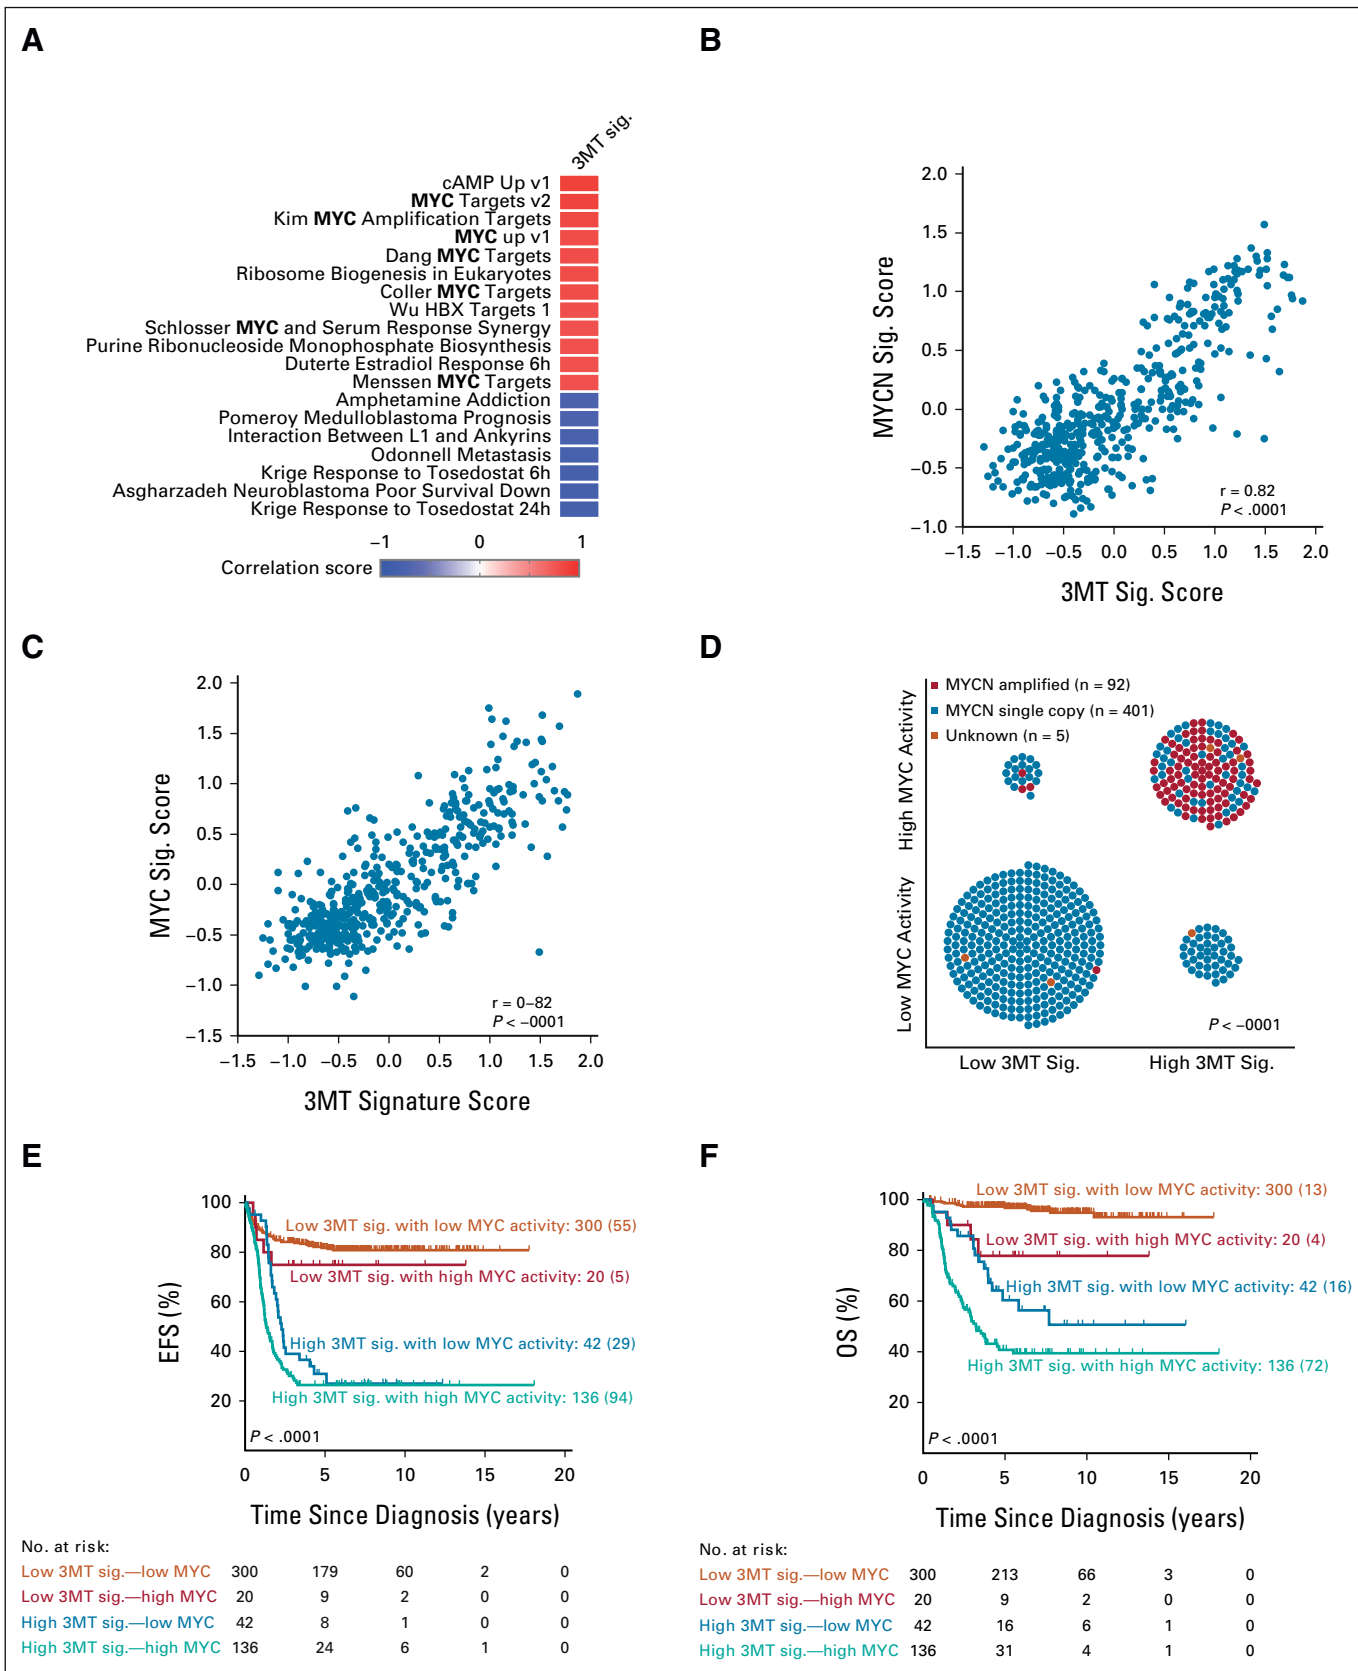 A
3MT sig.
cAMP Up v1
MYC Targets v2
Kim MYC Amplification Targets
MYC up v1
Dang MYC Targets
Ribosome Biogenesis in Eukaryotes
Coller MYC Targets
Wu HBX Targets 1
Schlosser MYC and Serum Response Synergy
Purine Ribonucleoside Monophosphate Biosynthesis
Duterte Estradiol Response 6h
Menssen MYC Targets
Amphetamine Addiction
Pomeroy Medulloblastoma Prognosis
Interaction Between L1 and Ankyrins
Odonnell Metastasis
Krige Response to Tosedostat 6h
Asgharzadeh Neuroblastoma Poor Survival Down
Krige Response to Tosedostat 24h
−1 0 1
Correlation score
B
MYCN Sig. Score
2.0
1.5
1.0
0.5
0.0
−0.5
−1.0
r = 0.82
P < .0001
−1.5 −1.0 −0.5 0.0 0.5 1.0 1.5 2.0
3MT Sig. Score
C
MYC Sig. Score
2.0
1.5
1.0
0.5
0.0
−0.5
−1.0
−1.5
r = 0–82
P < –0001
−1.5 −1.0 −0.5 0.0 0.5 1.0 1.5 2.0
3MT Signature Score
D
MYCN amplified (n = 92)
MYCN single copy (n = 401)
Unknown (n = 5)
High MYC Activity
Low MYC Activity
P < –0001
Low 3MT Sig. High 3MT Sig.
E
EFS (%)
100
80
60
40
20
Low 3MT sig. with low MYC activity: 300 (55)
Low 3MT sig. with high MYC activity: 20 (5)
High 3MT sig. with low MYC activity: 42 (29)
High 3MT sig. with high MYC activity: 136 (94)
P < .0001
0 5 10 15 20
Time Since Diagnosis (years)
No. at risk:
Low 3MT sig.—low MYC 300 179 60 2 0
Low 3MT sig.—high MYC 20 9 2 0 0
High 3MT sig.—low MYC 42 8 1 0 0
High 3MT sig.—high MYC 136 24 6 1 0
F
OS (%)
100
80
60
40
20
Low 3MT sig. with low MYC activity: 300 (13)
Low 3MT sig. with high MYC activity: 20 (4)
High 3MT sig. with low MYC activity: 42 (16)
High 3MT sig. with high MYC activity: 136 (72)
P < .0001
0 5 10 15 20
Time Since Diagnosis (years)
No. at risk:
Low 3MT sig.—low MYC 300 213 66 3 0
Low 3MT sig.—high MYC 20 9 2 0 0
High 3MT sig.—low MYC 42 16 6 1 0
High 3MT sig.—high MYC 136 31 4 1 0